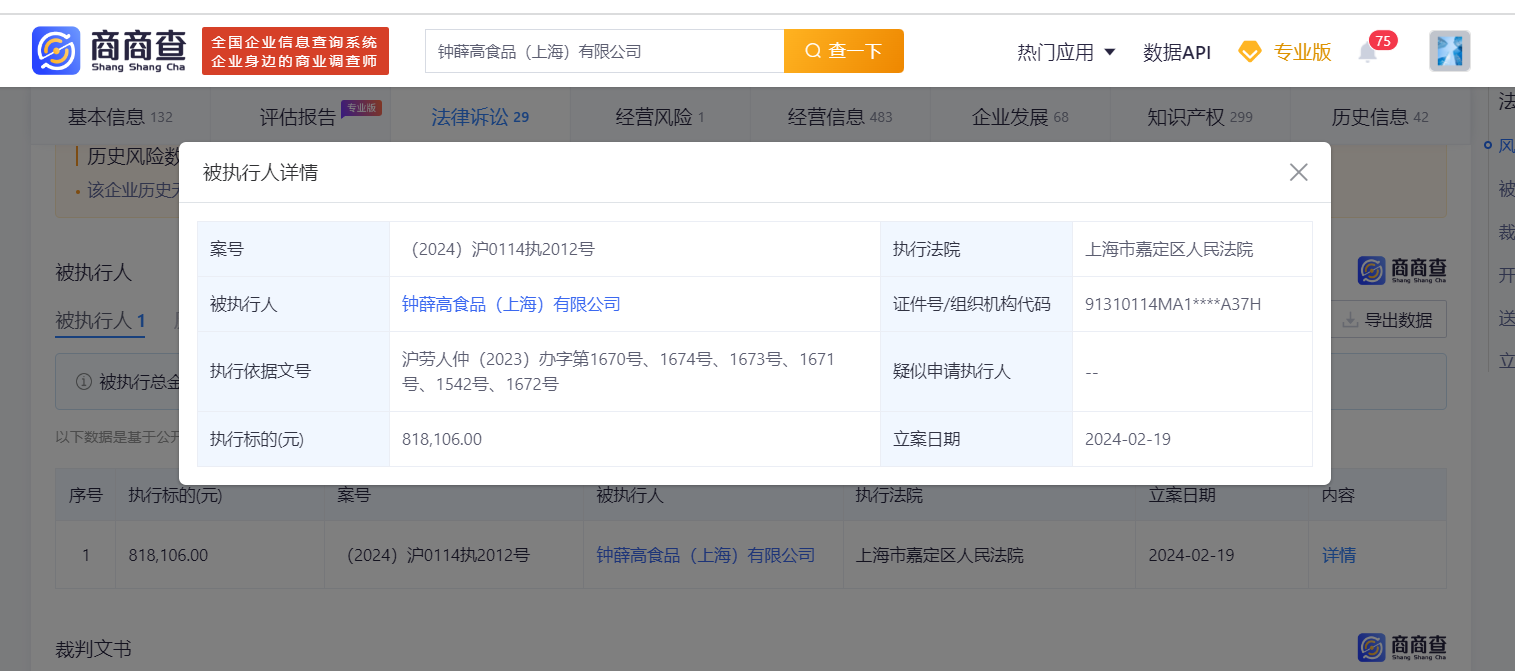 商商查
Shang Shang Cha
全国企业信息查询系统
企业身边的商业调查师
钟薛高食品（上海）有限公司
查一下
热门应用
数据API
专业版
75
基本信息 132
评估报告
专业版
法律诉讼 29
经营风险 1
经营信息 483
企业发展 68
知识产权 299
历史信息 42
法
历史风险数
• 该企业历史无
被执行人详情
案号 （2024）沪0114执2012号 执行法院 上海市嘉定区人民法院
被执行人 钟薛高食品（上海）有限公司 证件号/组织机构代码 91310114MA1****A37H
执行依据文号 沪劳人仲（2023）办字第1670号、1674号、1673号、1671
号、1542号、1672号
疑似申请执行人 --
执行标的(元) 818,106.00 立案日期 2024-02-19
风
被
裁
开
送
立
被执行人
商商查
Shang Shang Cha
被执行人 1
导出数据
被执行总金
以下数据是基于公开
序号 执行标的(元) 案号 被执行人 执行法院 立案日期 内容
1 818,106.00 （2024）沪0114执2012号 钟薛高食品（上海）有限公司 上海市嘉定区人民法院 2024-02-19 详情
裁判文书
商商查
Shang Shang Cha